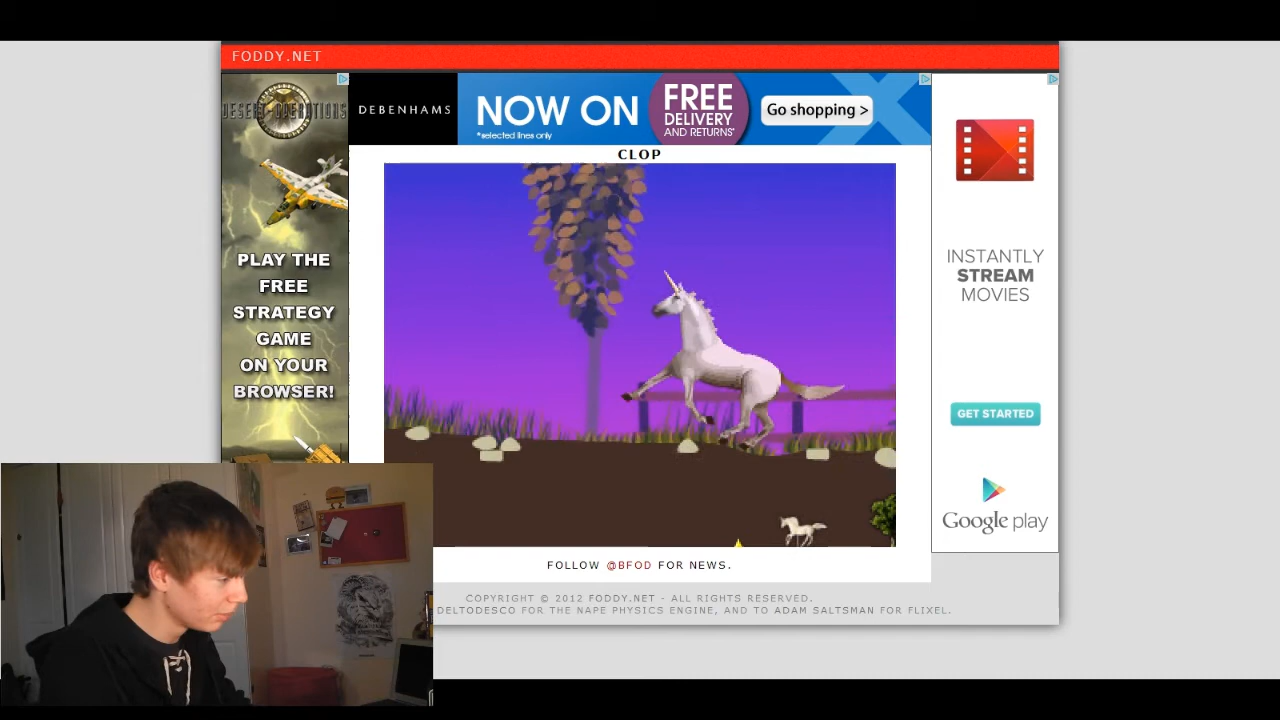 FODDY.NET
DESERT OPERATIONS
PLAY THE
FREE
STRATEGY
GAME
ON YOUR
BROWSER!
DEBENHAMS
NOW ON
*selected lines only
FREE
DELIVERY
AND RETURNS*
Go shopping >
CLOP
INSTANTLY
STREAM
MOVIES
GET STARTED
Google play
FOLLOW @BFOD FOR NEWS.
COPYRIGHT © 2012 FODDY.NET - ALL RIGHTS RESERVED.
DELTODESCO FOR THE NAPE PHYSICS ENGINE, AND TO ADAM SALTSMAN FOR FLIXEL.